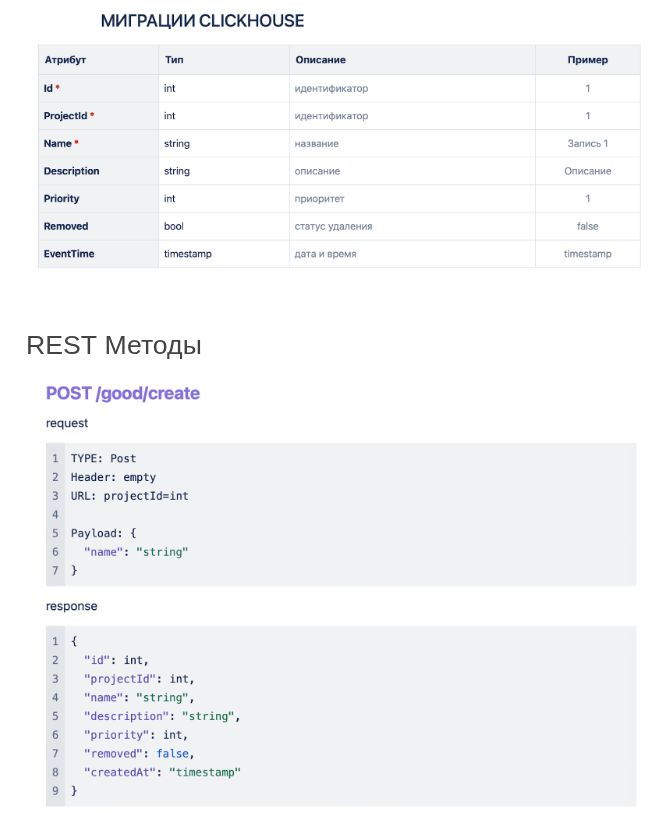 МИГРАЦИИ CLICKHOUSE
Атрибут Тип Описание Пример
Id * int идентификатор 1
ProjectId * int идентификатор 1
Name * string название Запись 1
Description string описание Описание
Priority int приоритет 1
Removed bool статус удаления false
EventTime timestamp дата и время timestamp
REST Методы
POST /good/create
request
1 TYPE: Post
2 Header: empty
3 URL: projectId=int
4
5 Payload: {
6 "name": "string"
7 }
response
1 {
2 "id": int,
3 "projectId": int,
4 "name": "string",
5 "description": "string",
6 "priority": int,
7 "removed": false,
8 "createdAt": "timestamp"
9 }